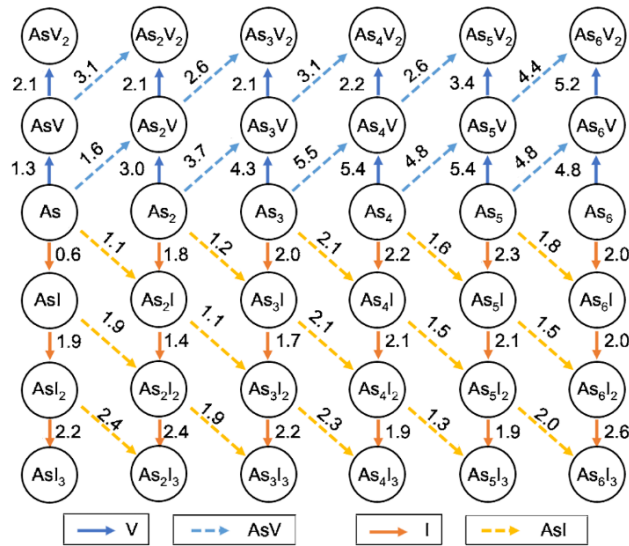 AsV₂ As₂V₂ As₃V₂ As₄V₂ As₅V₂ As₆V₂
2.1 3.1 2.1 2.6 2.1 3.1 2.2 2.6 3.4 4.4 5.2
AsV As₂V As₃V As₄V As₅V As₆V
1.3 1.6 3.0 3.7 4.3 5.5 5.4 4.8 5.4 4.8 4.8
As As₂ As₃ As₄ As₅ As₆
0.6 1.1 1.8 1.2 2.0 2.1 2.2 1.6 2.3 1.8 2.0
AsI As₂I As₃I As₄I As₅I As₆I
1.9 1.9 1.4 1.1 1.7 2.1 2.1 1.5 2.1 1.5 2.0
AsI₂ As₂I₂ As₃I₂ As₄I₂ As₅I₂ As₆I₂
2.2 2.4 2.4 1.9 2.2 2.3 1.9 1.3 1.9 2.0 2.6
AsI₃ As₂I₃ As₃I₃ As₄I₃ As₅I₃ As₆I₃
V AsV I AsI